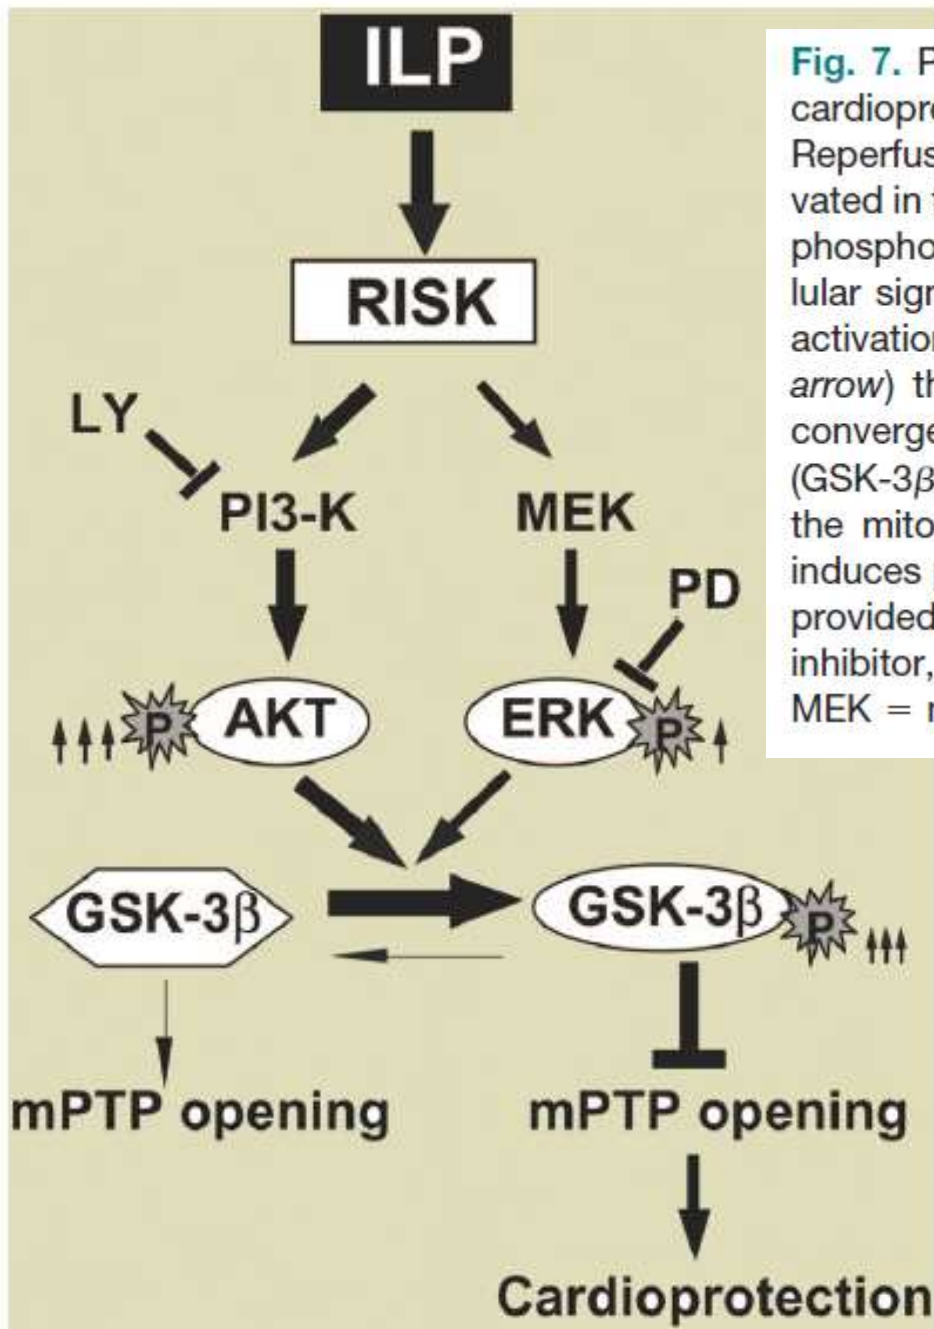 ILP
RISK
LY
PI3-K
MEK
PD
↑↑↑ P AKT
ERK P ↑
GSK-3β
GSK-3β P ↑↑↑
mPTP opening
mPTP opening
Cardioprotection
Fig. 7. P
cardiopro
Reperfus
vated in
phospho
lular sign
activation
arrow) th
converge
(GSK-3β
the mito
induces
provided
inhibitor,
MEK =